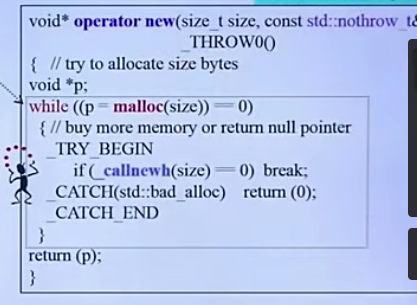 void* operator new(size_t size, const std::nothrow_t&
_THROW0()
{ // try to allocate size bytes
void *p;
while ((p = malloc(size)) == 0)
{ // buy more memory or return null pointer
_TRY_BEGIN
if (_callnewh(size) == 0) break;
_CATCH(std::bad_alloc) return (0);
_CATCH_END
}
return (p);
}